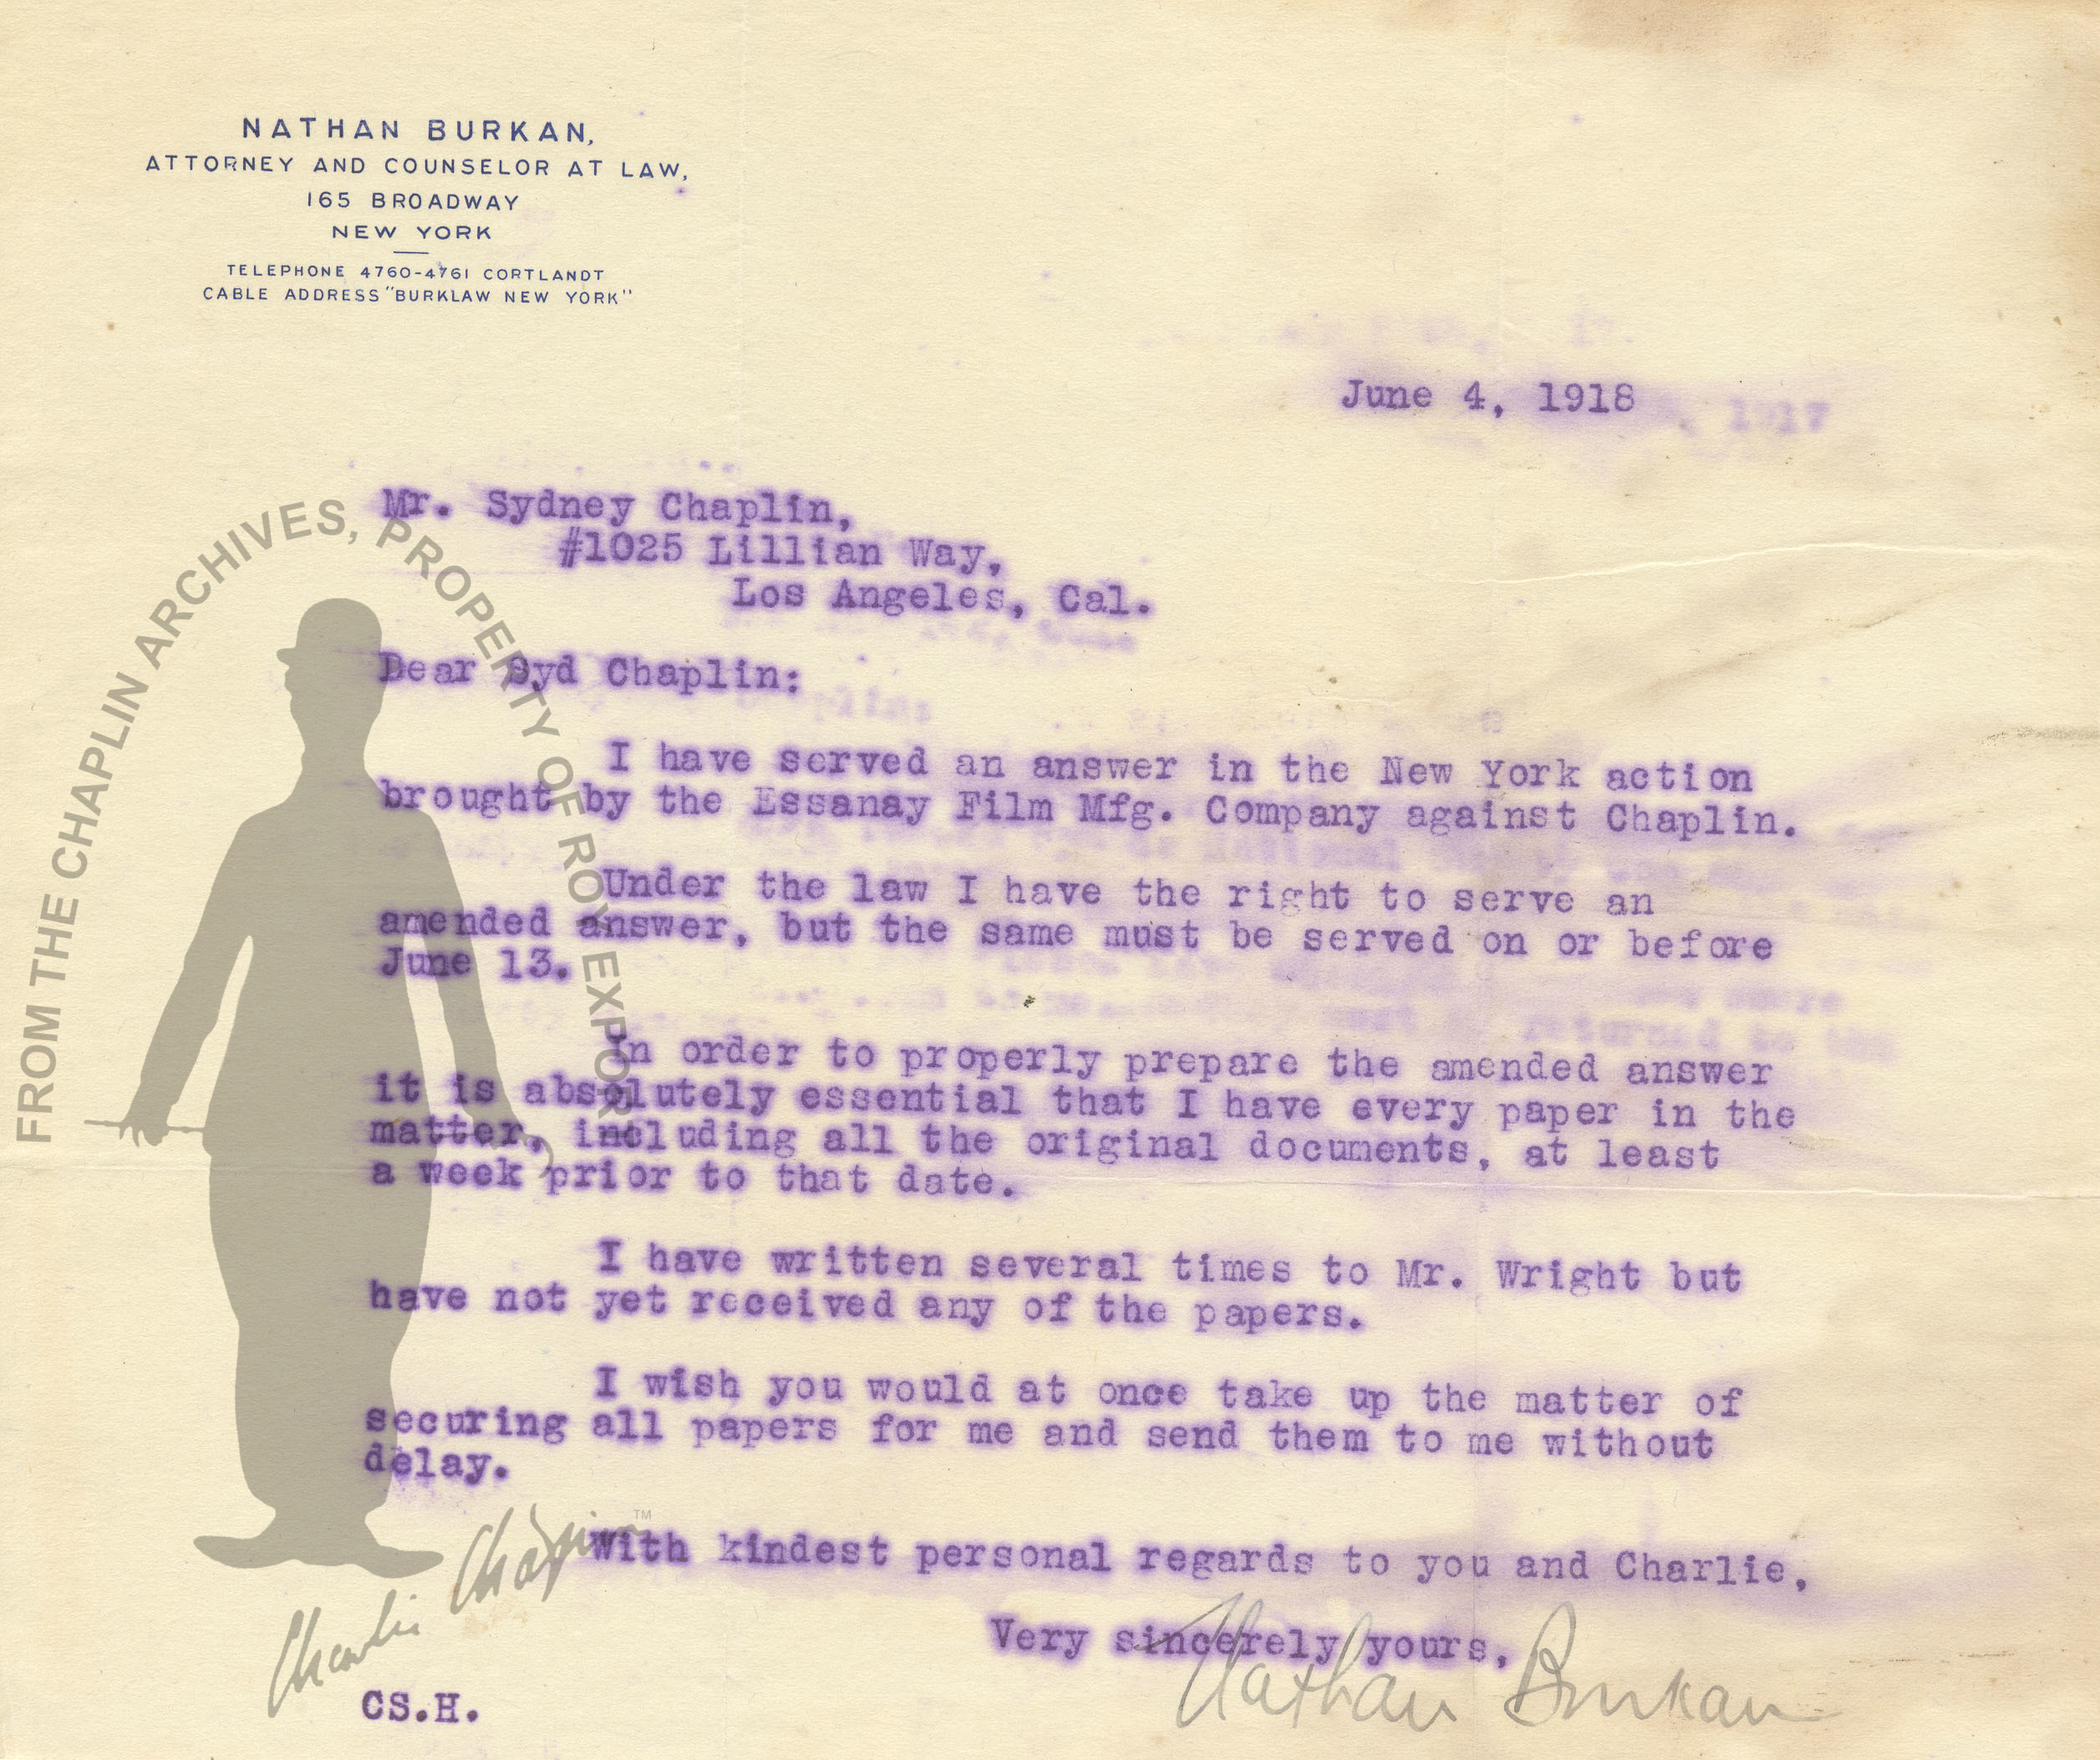 NATHAN BURKAN,
ATTORNEY AND COUNSELOR AT LAW,
165 BROADWAY
NEW YORK
TELEPHONE 4760-4761 CORTLANDT
CABLE ADDRESS "BURKLAW NEW YORK"
June 4, 1918
1917
Mr. Sydney Chaplin,
#1025 Lillian Way,
Los Angeles, Cal.
Dear Syd Chaplin:
I have served an answer in the New York action
brought by the Essanay Film Mfg. Company against Chaplin.
Under the law I have the right to serve an
amended answer, but the same must be served on or before
June 13.
In order to properly prepare the amended answer
it is absolutely essential that I have every paper in the
matter, including all the original documents, at least
a week prior to that date.
I have written several times to Mr. Wright but
have not yet received any of the papers.
I wish you would at once take up the matter of
securing all papers for me and send them to me without
delay.
With kindest personal regards to you and Charlie,
Very sincerely yours,
Nathan Burkan
CS.H.
FROM THE CHAPLIN ARCHIVES, PROPERTY OF ROY EXPORT
Charlie Chaplin™